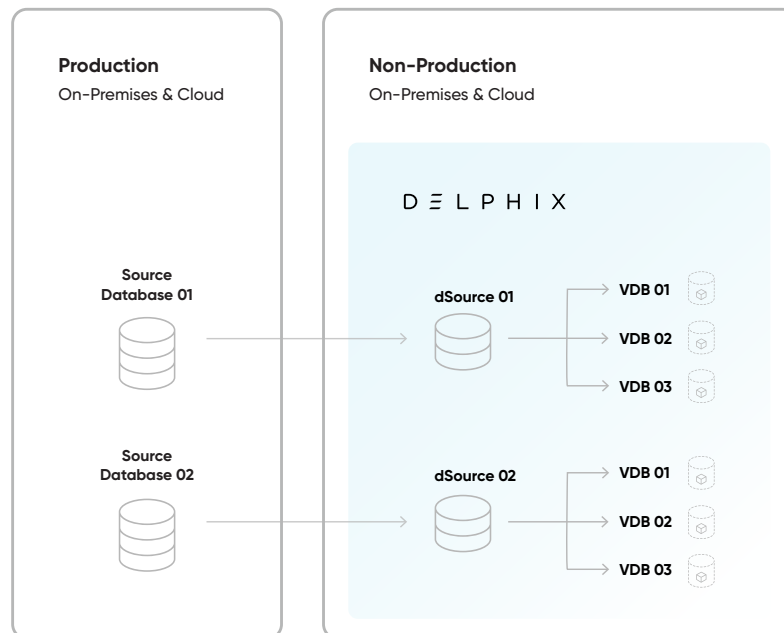 Production
On-Premises & Cloud
Non-Production
On-Premises & Cloud
DELPHIX
Source
Database 01
dSource 01
VDB 01
VDB 02
VDB 03
Source
Database 02
dSource 02
VDB 01
VDB 02
VDB 03